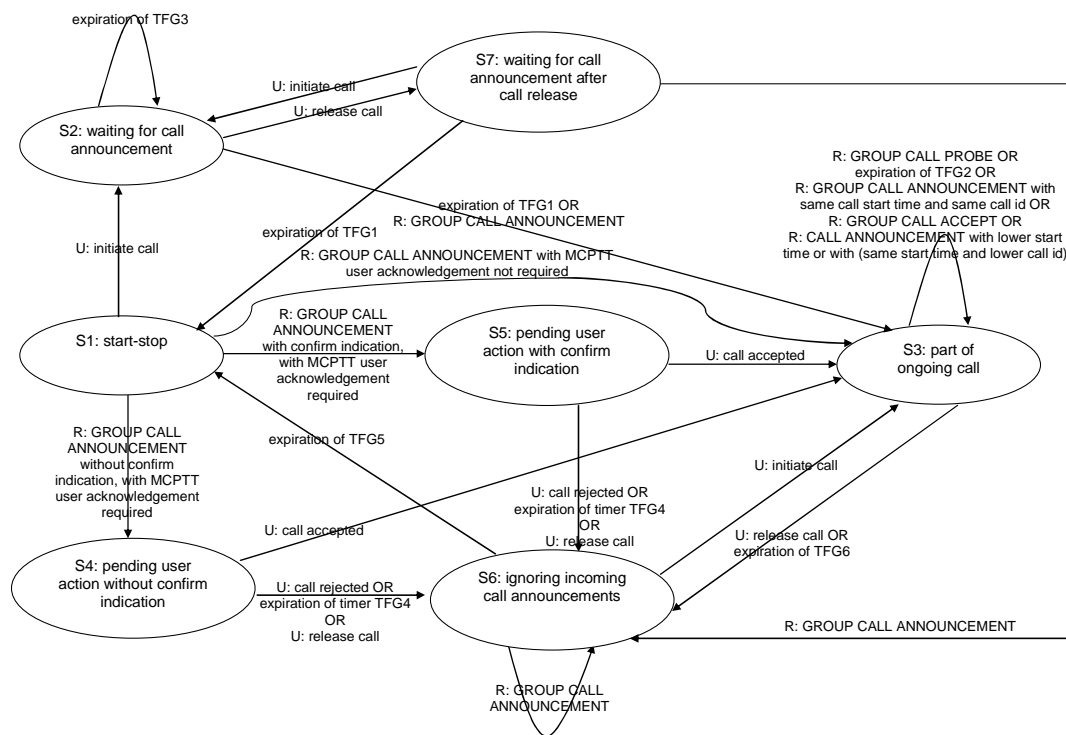 expiration of TFG3
S7: waiting for call
announcement after
call release
U: initiate call
U: release call
S2: waiting for call
announcement
R: GROUP CALL PROBE OR
expiration of TFG2 OR
R: GROUP CALL ANNOUNCEMENT with
same call start time and same call id OR
R: GROUP CALL ACCEPT OR
R: CALL ANNOUNCEMENT with lower start
time or with (same start time and lower call id)
expiration of TFG1 OR
R: GROUP CALL ANNOUNCEMENT
expiration of TFG1
U: initiate call
R: GROUP CALL ANNOUNCEMENT with MCPTT
user acknowledgement not required
S1: start-stop
R: GROUP CALL
ANNOUNCEMENT
with confirm indication,
with MCPTT user
acknowledgement
required
S5: pending user
action with confirm
indication
U: call accepted
S3: part of
ongoing call
R: GROUP CALL
ANNOUNCEMENT
without confirm
indication, with MCPTT
user acknowledgement
required
expiration of TFG5
U: initiate call
U: call rejected OR
expiration of timer TFG4
OR
U: release call
U: call accepted
U: release call OR
expiration of TFG6
S4: pending user
action without confirm
indication
U: call rejected OR
expiration of timer TFG4
OR
U: release call
S6: ignoring incoming
call announcements
R: GROUP CALL ANNOUNCEMENT
R: GROUP CALL
ANNOUNCEMENT